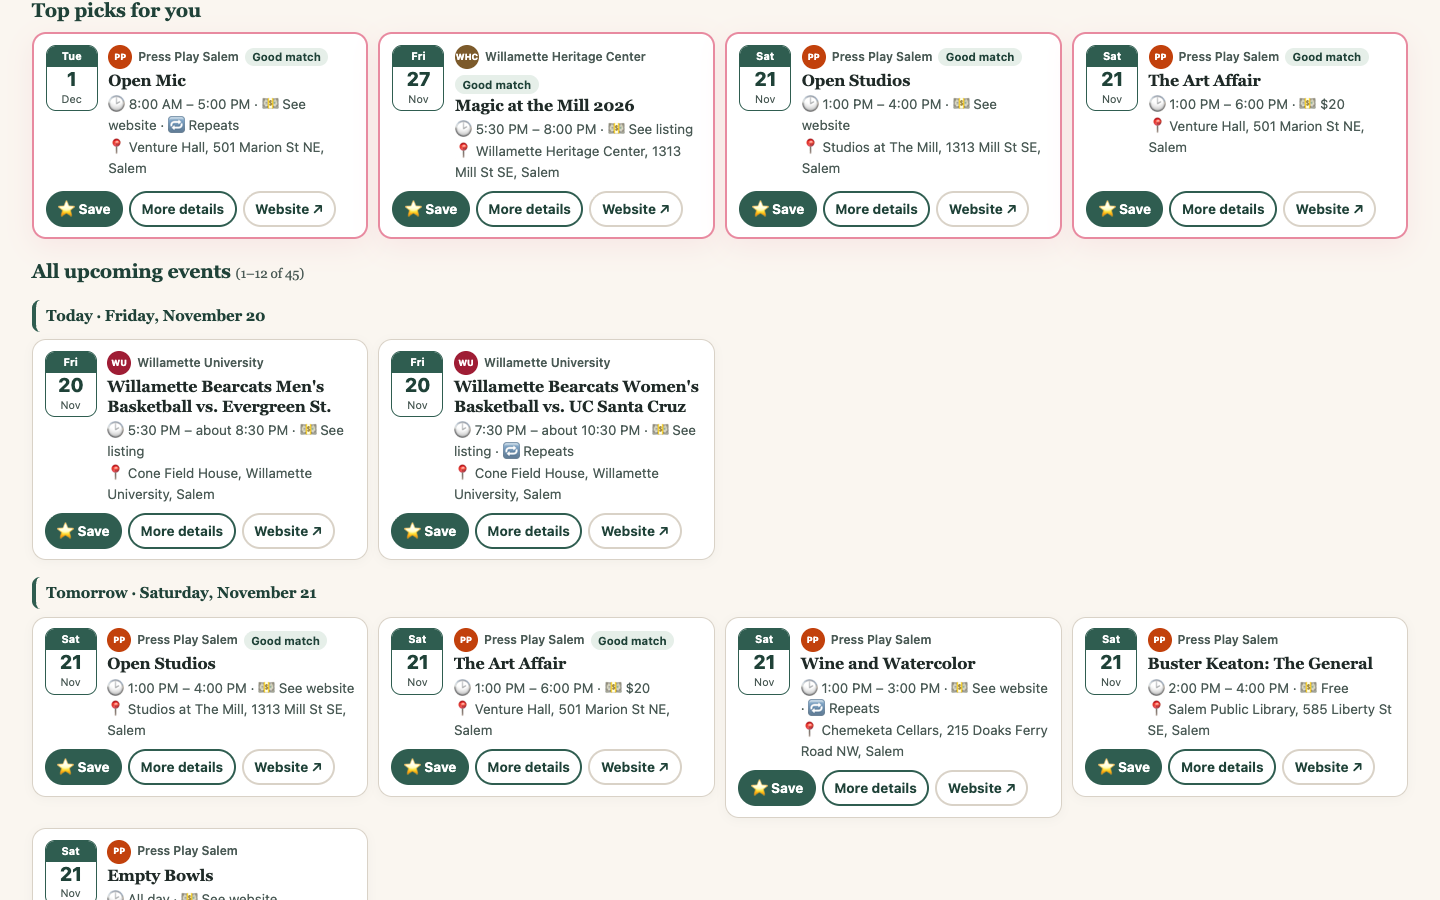 Top picks for you
Tue
1
Dec
PP Press Play Salem Good match
Open Mic
8:00 AM – 5:00 PM · See
website · Repeats
Venture Hall, 501 Marion St NE,
Salem
Save More details Website ↗
Fri
27
Nov
WHC Willamette Heritage Center
Good match
Magic at the Mill 2026
5:30 PM – 8:00 PM · See listing
Willamette Heritage Center, 1313
Mill St SE, Salem
Save More details Website ↗
Sat
21
Nov
PP Press Play Salem Good match
Open Studios
1:00 PM – 4:00 PM · See
website
Studios at The Mill, 1313 Mill St SE,
Salem
Save More details Website ↗
Sat
21
Nov
PP Press Play Salem Good match
The Art Affair
1:00 PM – 6:00 PM · $20
Venture Hall, 501 Marion St NE,
Salem
Save More details Website ↗
All upcoming events (1–12 of 45)
Today · Friday, November 20
Fri
20
Nov
WU Willamette University
Willamette Bearcats Men's
Basketball vs. Evergreen St.
5:30 PM – about 8:30 PM · See
listing
Cone Field House, Willamette
University, Salem
Save More details Website ↗
Fri
20
Nov
WU Willamette University
Willamette Bearcats Women's
Basketball vs. UC Santa Cruz
7:30 PM – about 10:30 PM · See
listing · Repeats
Cone Field House, Willamette
University, Salem
Save More details Website ↗
Tomorrow · Saturday, November 21
Sat
21
Nov
PP Press Play Salem Good match
Open Studios
1:00 PM – 4:00 PM · See website
Studios at The Mill, 1313 Mill St SE,
Salem
Save More details Website ↗
Sat
21
Nov
PP Press Play Salem Good match
The Art Affair
1:00 PM – 6:00 PM · $20
Venture Hall, 501 Marion St NE,
Salem
Save More details Website ↗
Sat
21
Nov
PP Press Play Salem
Wine and Watercolor
1:00 PM – 3:00 PM · See website
· Repeats
Chemeketa Cellars, 215 Doaks Ferry
Road NW, Salem
Save More details Website ↗
Sat
21
Nov
PP Press Play Salem
Buster Keaton: The General
2:00 PM – 4:00 PM · Free
Salem Public Library, 585 Liberty St
SE, Salem
Save More details Website ↗
Sat
21
Nov
PP Press Play Salem
Empty Bowls
All day · See website